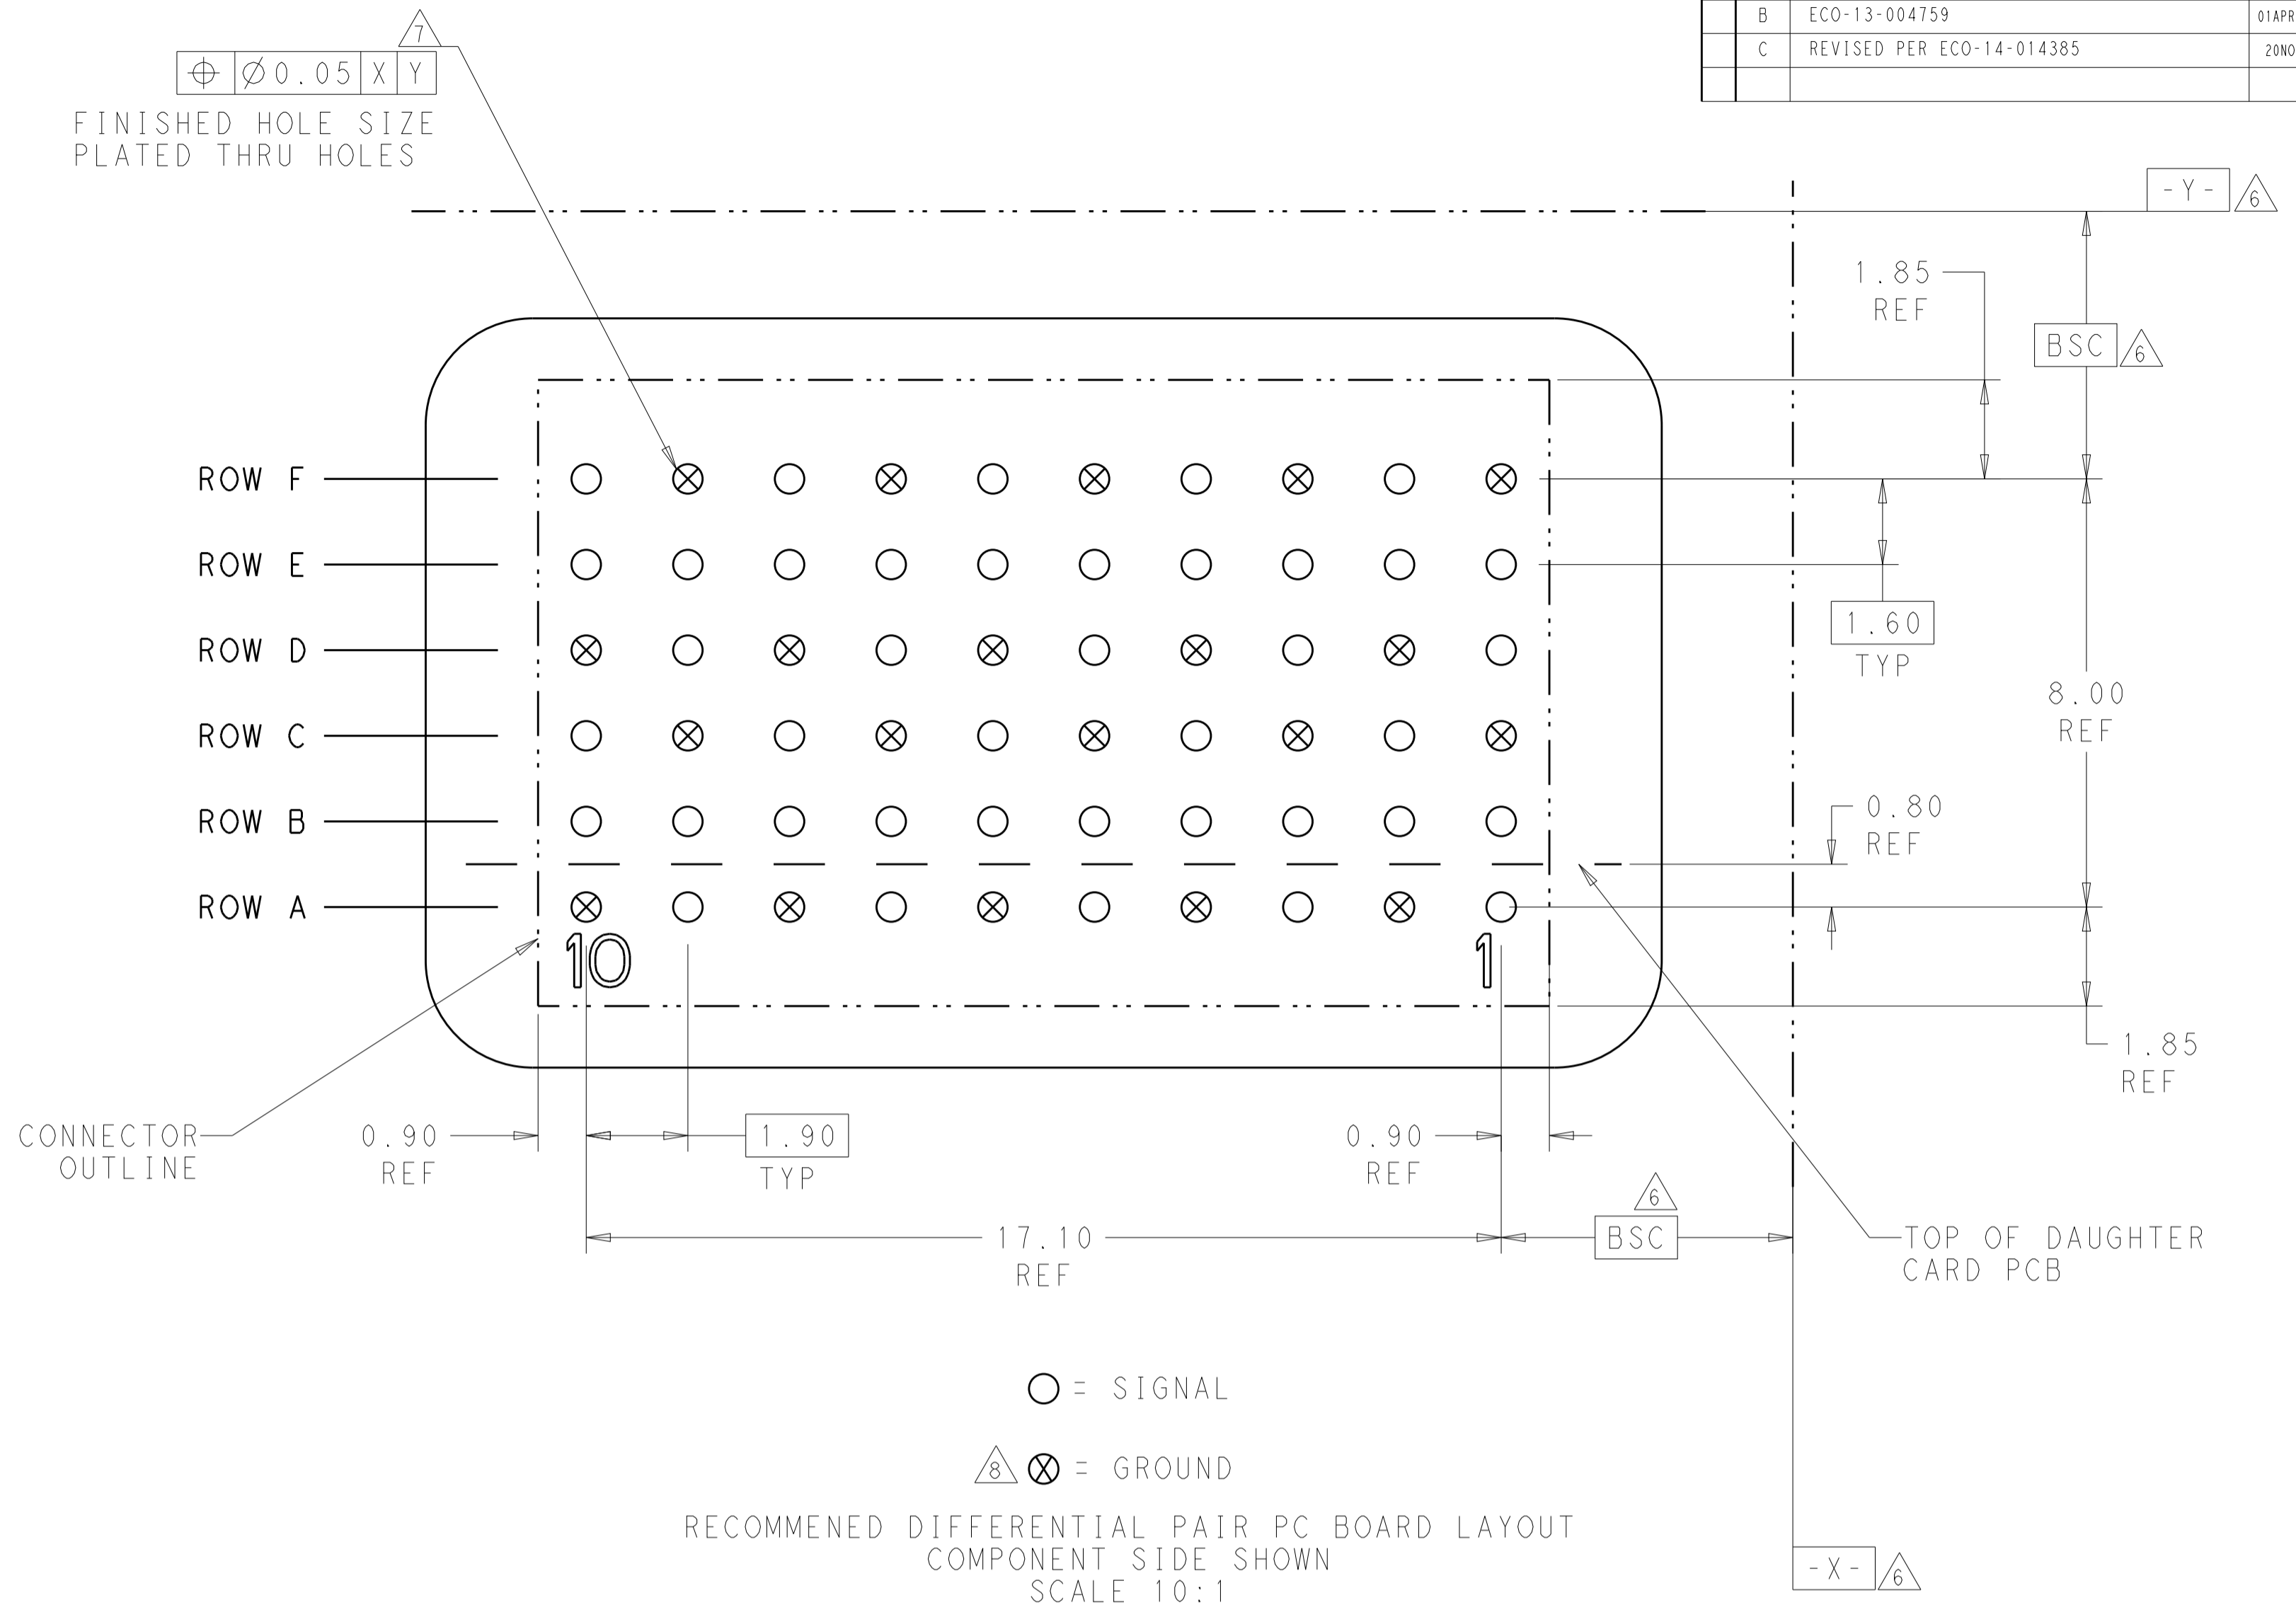 B ECO-13-004759 01APR
C REVISED PER ECO-14-014385 20NO
7
⌖ ⌀0.05 X Y
FINISHED HOLE SIZE
PLATED THRU HOLES
-Y- 6
1.85
REF
BSC 6
ROW F
ROW E
1.60
TYP
ROW D
8.00
REF
ROW C
0.80
REF
ROW B
ROW A
10 1
1.85
REF
CONNECTOR
OUTLINE
0.90
REF
1.90
TYP
0.90
REF
6
17.10
REF
BSC
TOP OF DAUGHTER
CARD PCB
= SIGNAL
8 = GROUND
RECOMMENED DIFFERENTIAL PAIR PC BOARD LAYOUT
COMPONENT SIDE SHOWN
SCALE 10:1
-X- 6